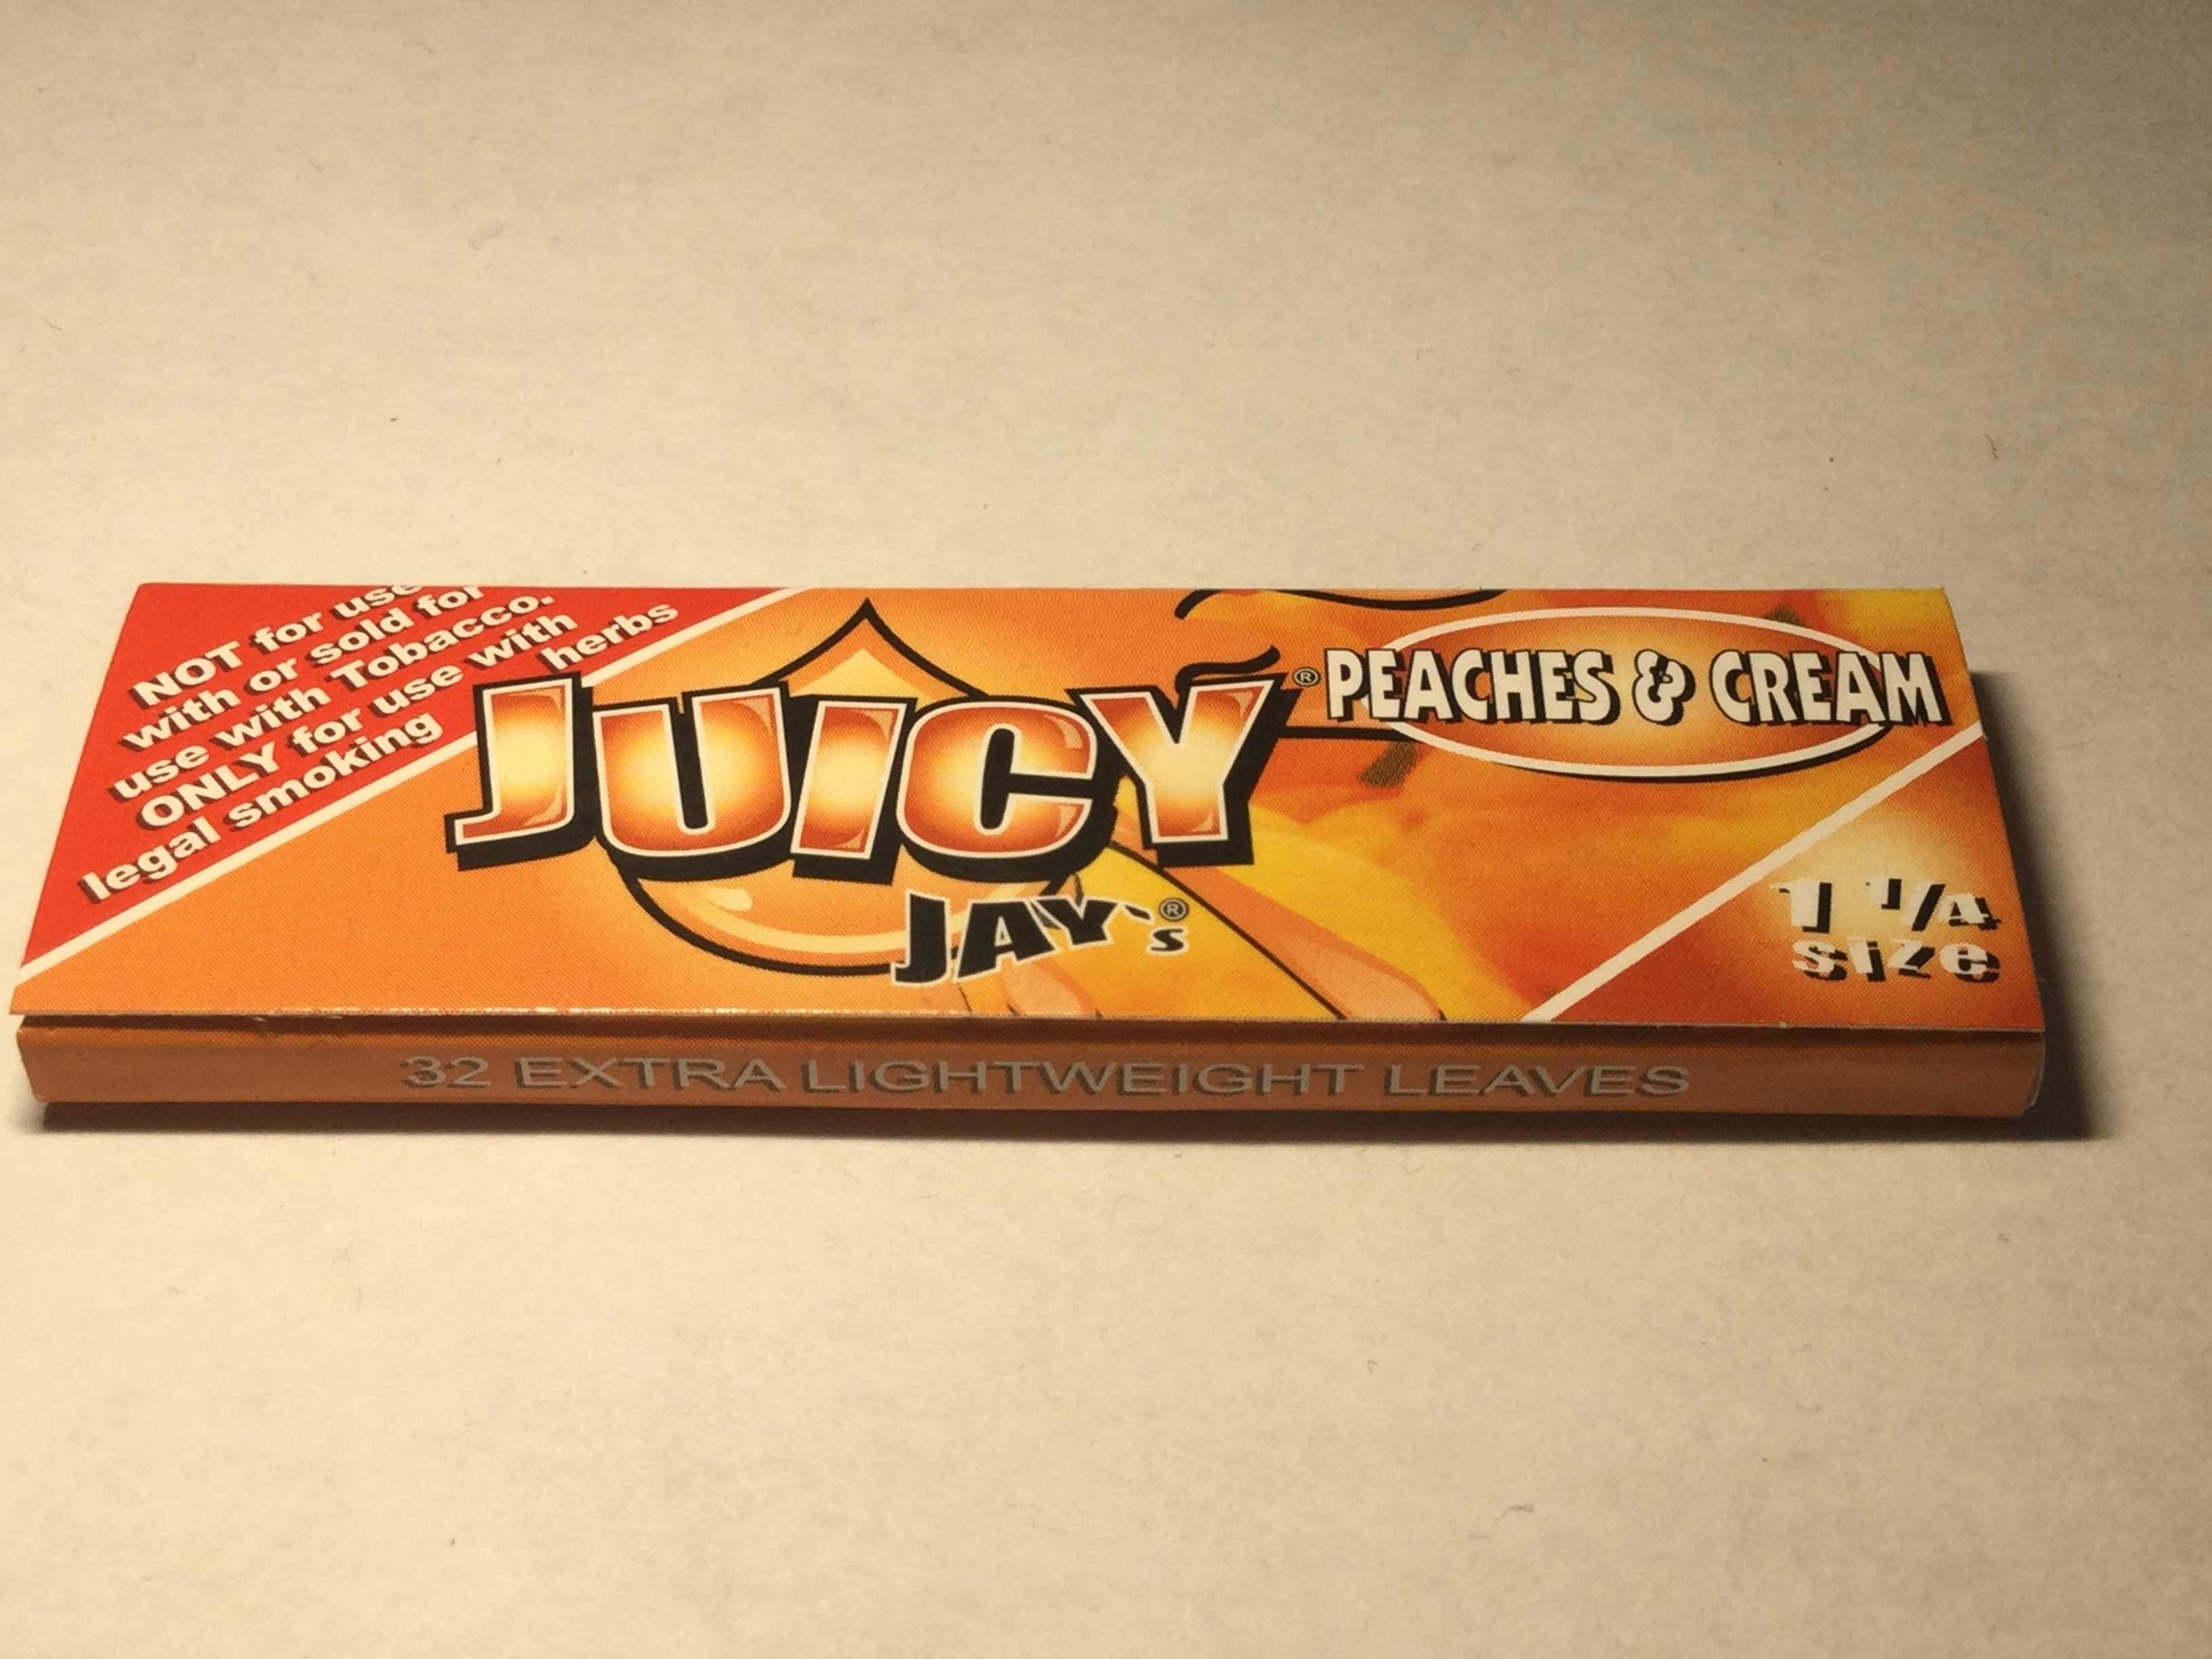 NOT for use
with or sold for
use with Tobacco.
ONLY for use with
legal smoking herbs
JUICY®
JAY's®
PEACHES & CREAM
1 1/4
size
32 EXTRA LIGHTWEIGHT LEAVES